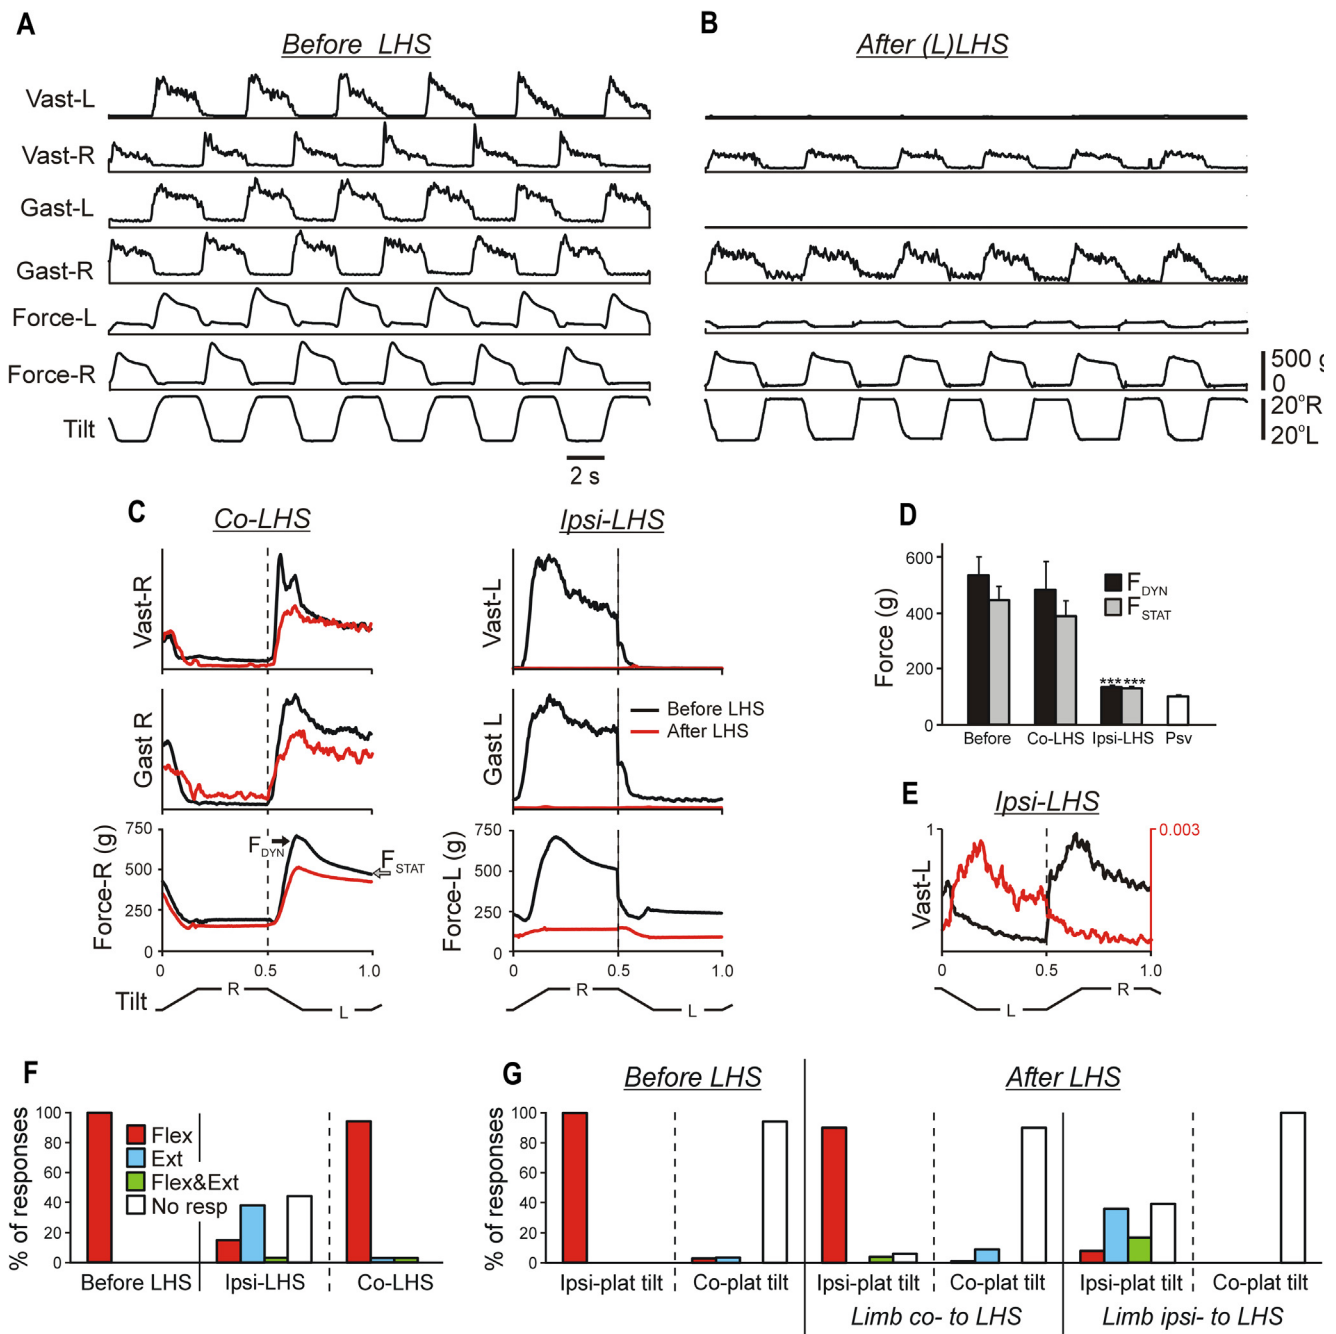 A
Before LHS
Vast-L
Vast-R
Gast-L
Gast-R
Force-L
Force-R
Tilt
2 s
B
After (L)LHS
500 g
0
20°R
20°L
C
Co-LHS
Ipsi-LHS
Vast-R
Vast-L
Gast R
Gast L
Before LHS
After LHS
Force-R (g)
750
500
250
0
F DYN
F STAT
0 0.5 1.0
Tilt
R
L
Force-L (g)
750
500
250
0
0 0.5 1.0
R
L
D
Force (g)
600
400
200
0
F DYN
F STAT
*** ***
Before Co-LHS Ipsi-LHS Psv
E
Ipsi-LHS
Vast-L
1
0
0.003
0 0.5 1.0
L
R
F
% of responses
100
80
60
40
20
0
Flex
Ext
Flex&Ext
No resp
Before LHS Ipsi-LHS Co-LHS
G
Before LHS
After LHS
% of responses
100
80
60
40
20
0
Ipsi-plat tilt Co-plat tilt Ipsi-plat tilt Co-plat tilt Ipsi-plat tilt Co-plat tilt
Limb co- to LHS
Limb ipsi- to LHS